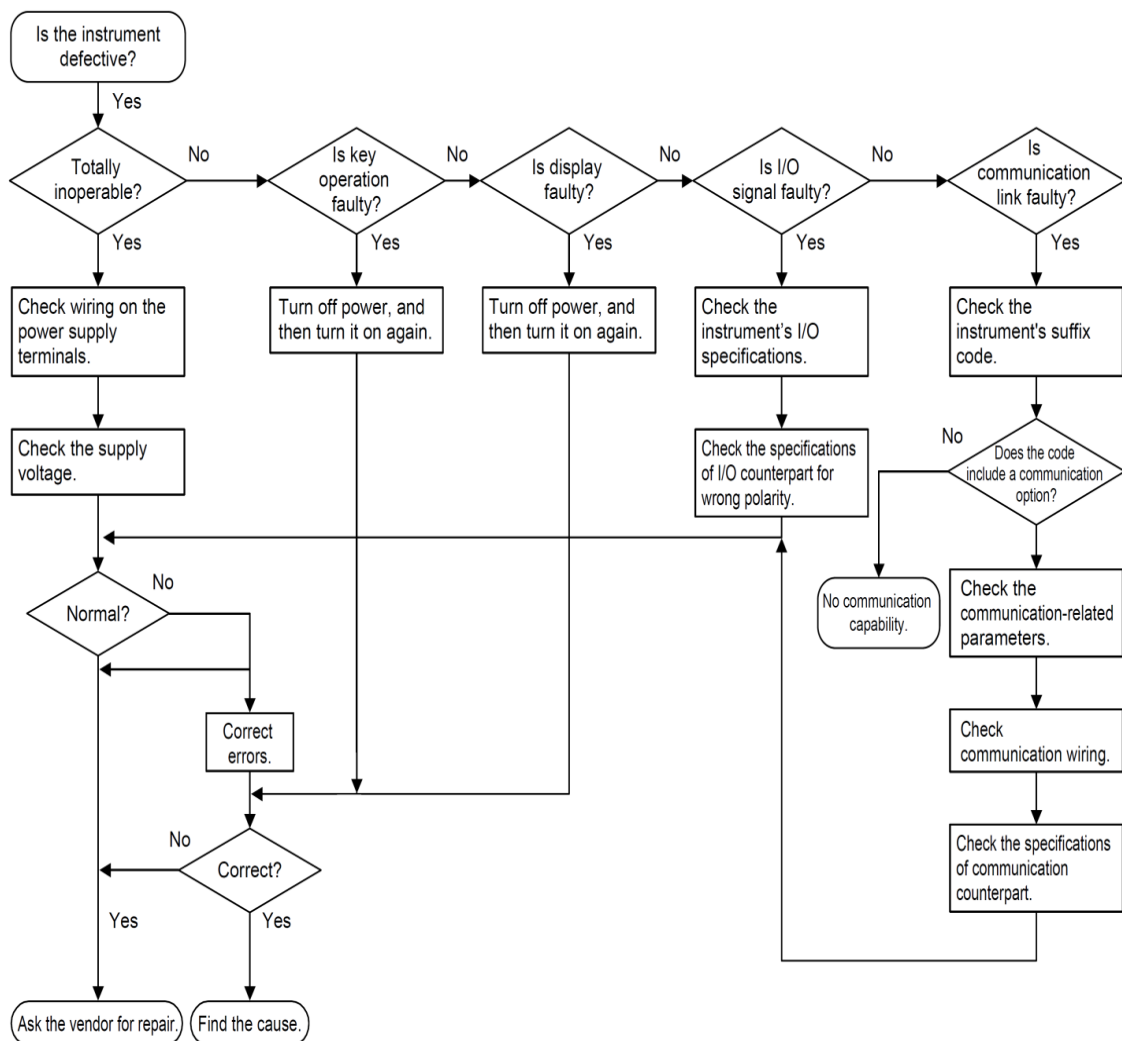 Is the instrument
defective?
Yes
Totally
inoperable?
No
Is key
operation
faulty?
No
Is display
faulty?
No
Is I/O
signal faulty?
No
Is
communication
link faulty?
Yes
Yes
Yes
Yes
Yes
Check wiring on the
power supply
terminals.
Turn off power, and
then turn it on again.
Turn off power, and
then turn it on again.
Check the
instrument’s I/O
specifications.
Check the
instrument's suffix
code.
Check the supply
voltage.
Check the specifications
of I/O counterpart for
wrong polarity.
No
Does the code
include a communication
option?
No
Normal?
No communication
capability.
Check the
communication-related
parameters.
Correct
errors.
Check
communication wiring.
No
Correct?
Check the specifications
of communication
counterpart.
Yes
Yes
Ask the vendor for repair.
Find the cause.